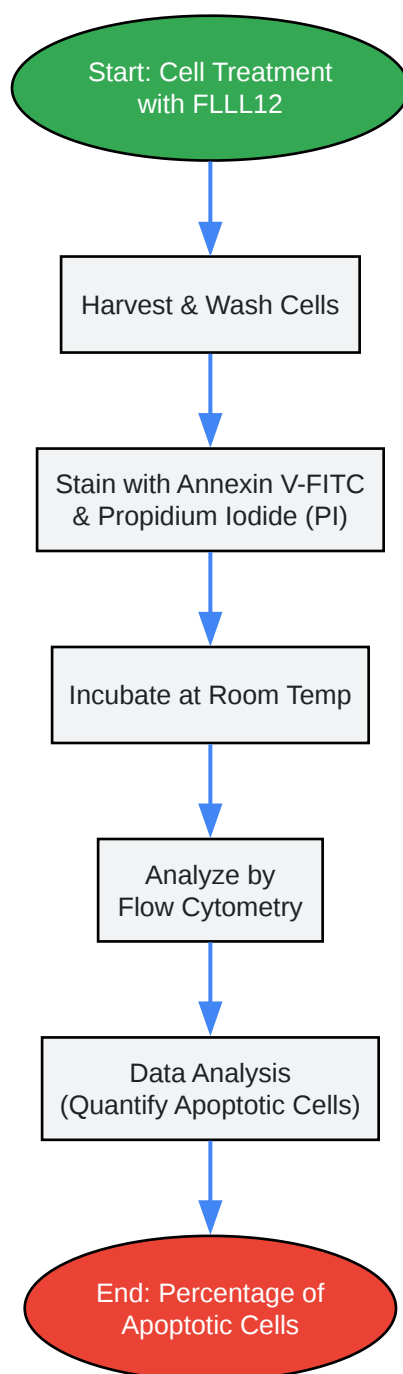 Start: Cell Treatment
with FLLL12
Harvest & Wash Cells
Stain with Annexin V-FITC
& Propidium Iodide (PI)
Incubate at Room Temp
Analyze by
Flow Cytometry
Data Analysis
(Quantify Apoptotic Cells)
End: Percentage of
Apoptotic Cells